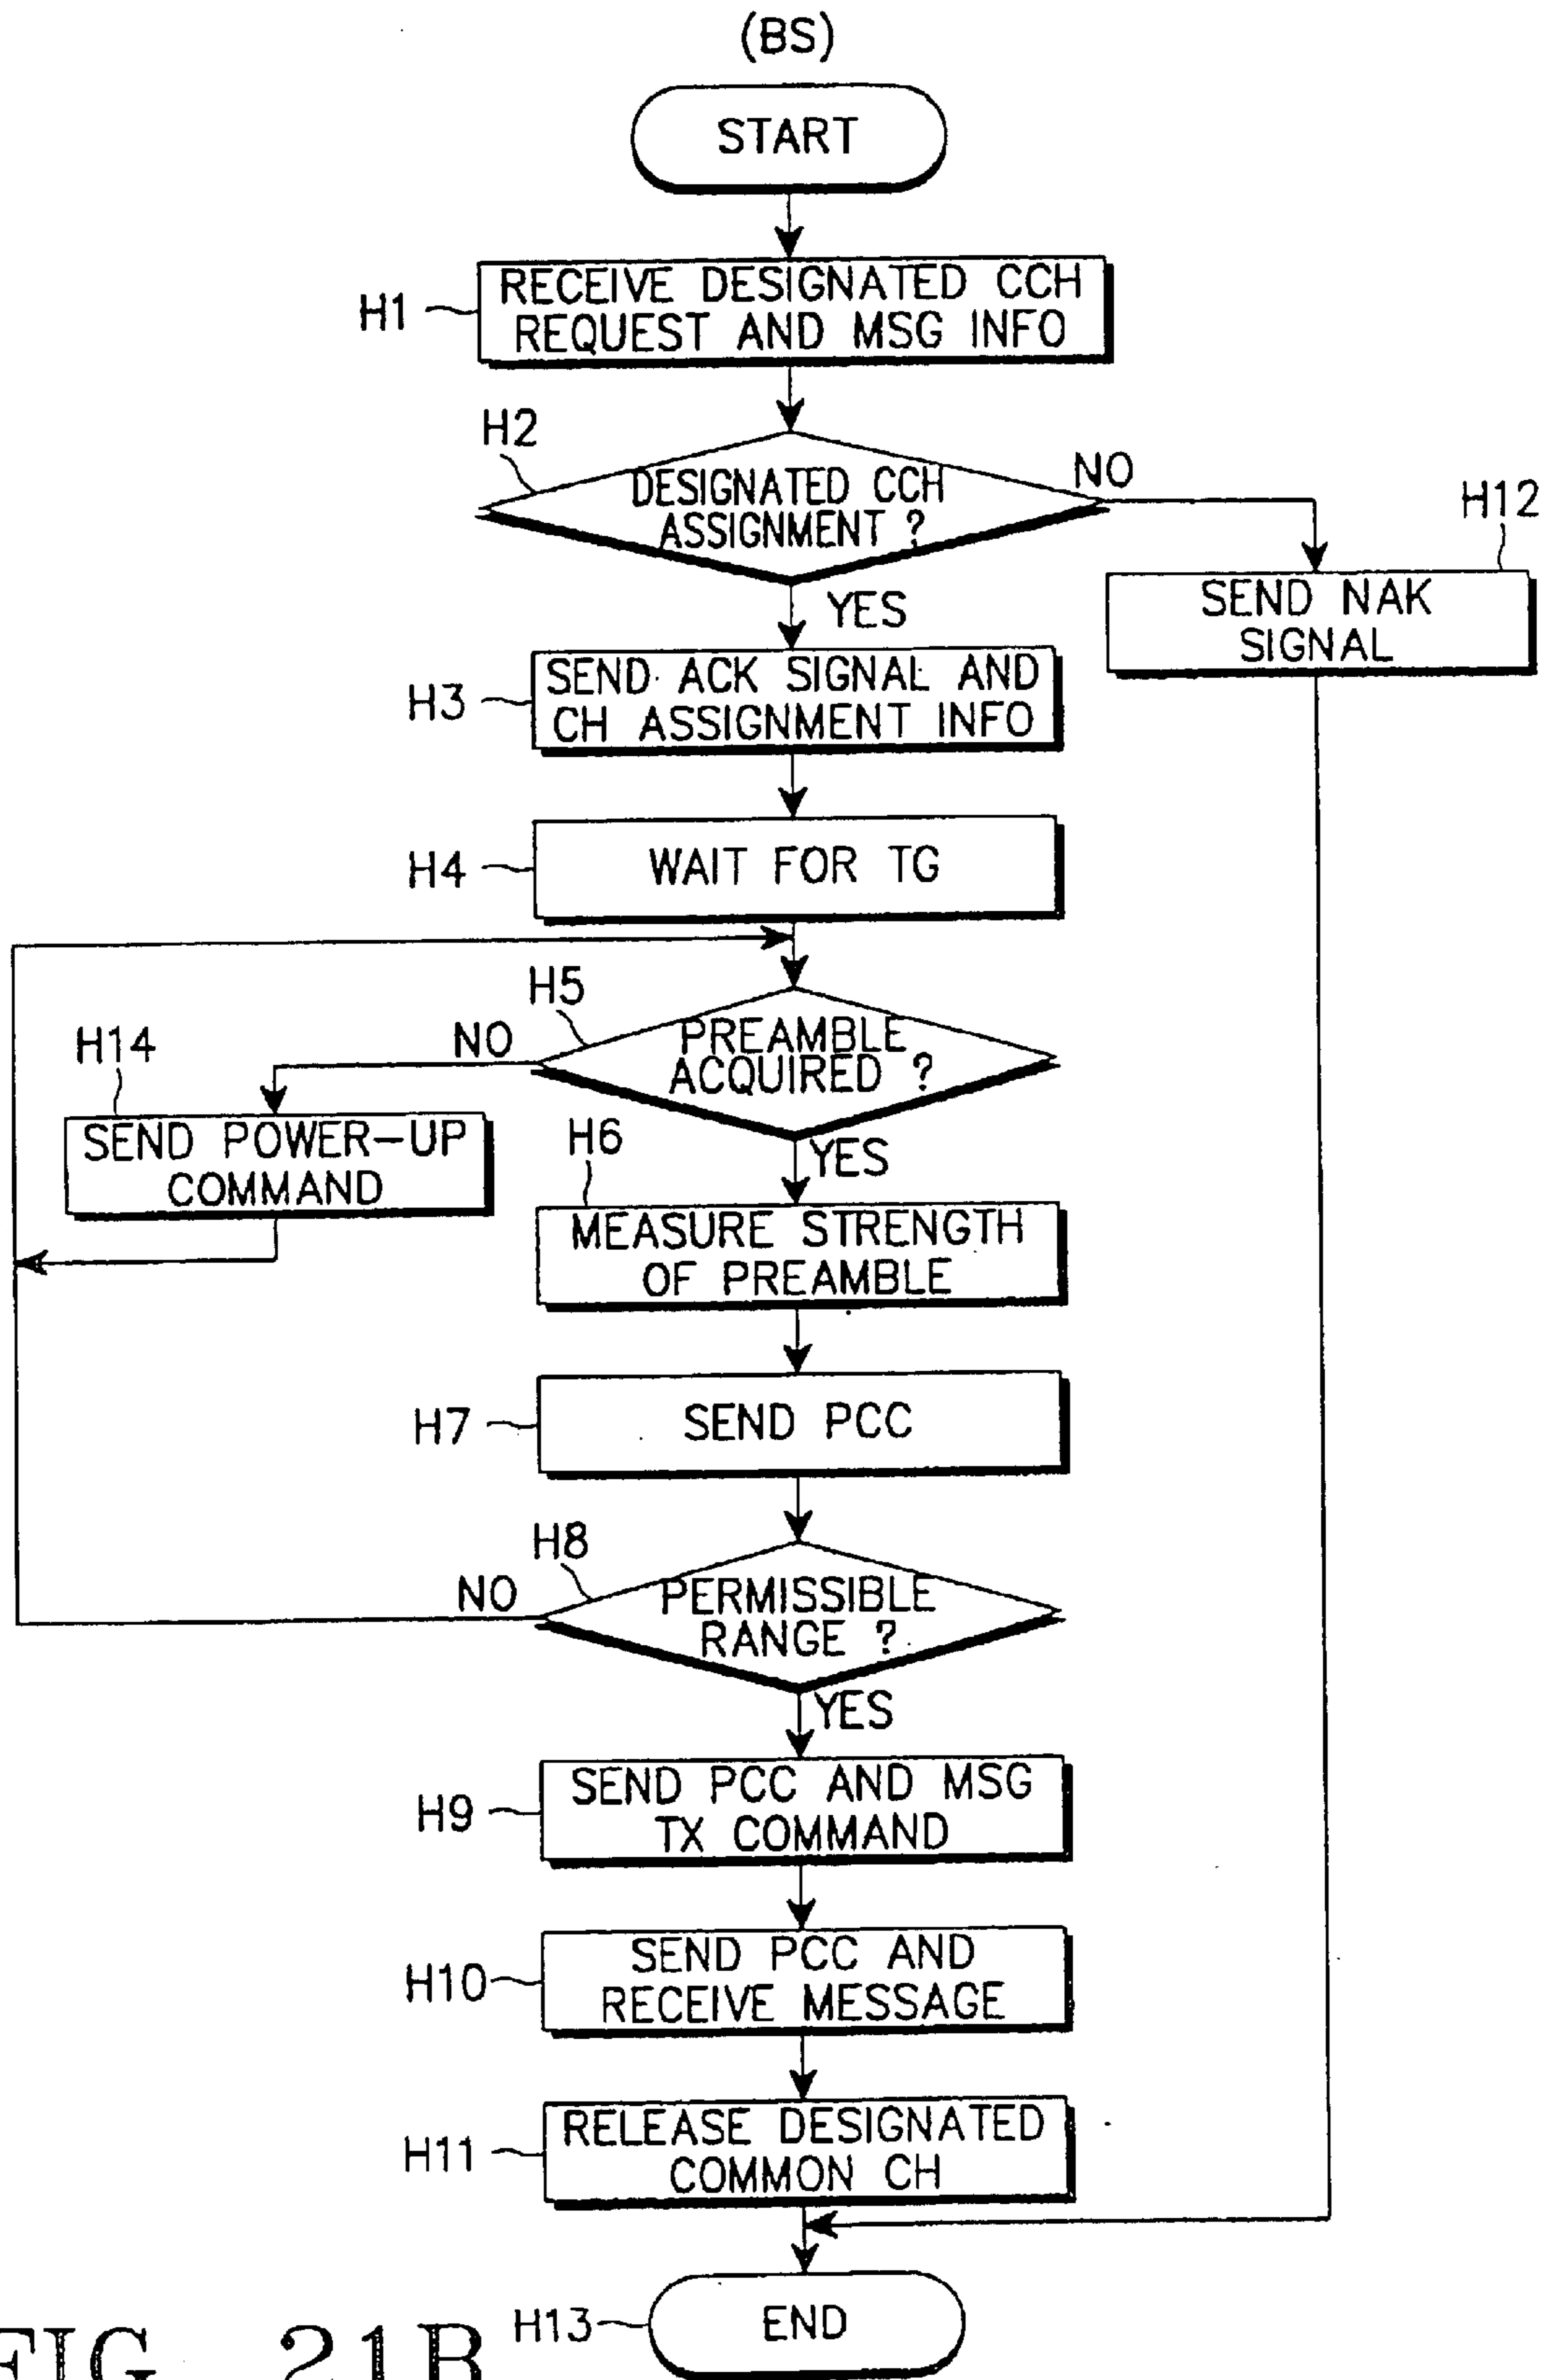 (BS)
START
H1
RECEIVE DESIGNATED CCH
REQUEST AND MSG INFO
H2
DESIGNATED CCH
ASSIGNMENT ?
NO
H12
SEND NAK
SIGNAL
YES
H3
SEND ACK SIGNAL AND
CH ASSIGNMENT INFO
H4
WAIT FOR TG
H5
PREAMBLE
ACQUIRED ?
NO
H14
SEND POWER-UP
COMMAND
YES
H6
MEASURE STRENGTH
OF PREAMBLE
H7
SEND PCC
H8
PERMISSIBLE
RANGE ?
NO
YES
H9
SEND PCC AND MSG
TX COMMAND
H10
SEND PCC AND
RECEIVE MESSAGE
H11
RELEASE DESIGNATED
COMMON CH
H13
END
FIG. 21B